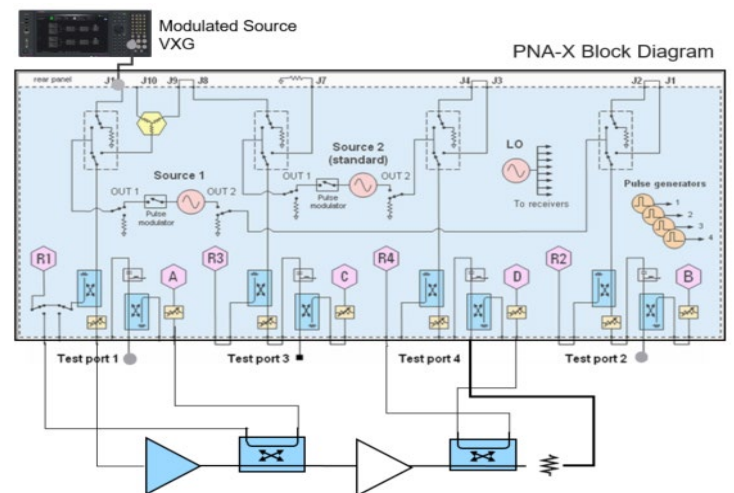 Modulated Source
VXG
PNA-X Block Diagram
rear panel
J11 J10 J9 J8 J7 J4 J3 J2 J1
Source 2
(standard)
LO
Source 1
OUT 1 OUT 2
OUT 1 OUT 2
Pulse generators
To receivers
Pulse
modulator
Pulse
modulator
1
2
3
4
R1 A R3 C R4 D R2 B
Test port 1 Test port 3 Test port 4 Test port 2